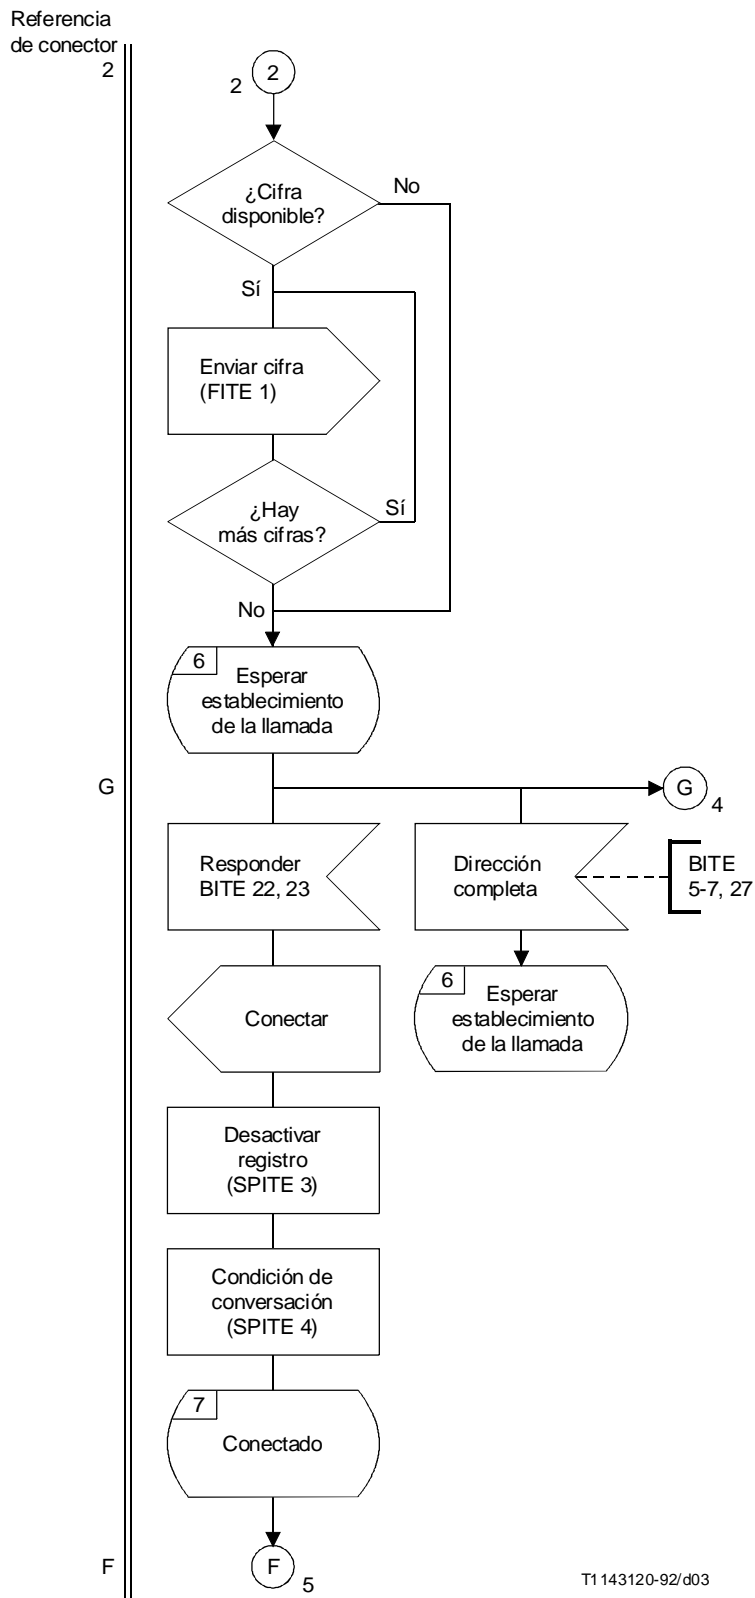 Referencia
de conector
2
2
2
¿Cifra
disponible?
No
Sí
Enviar cifra
(FITE 1)
¿Hay
más cifras?
Sí
No
6
Esperar
establecimiento
de la llamada
G
G
4
Responder
BITE 22, 23
Dirección
completa
BITE
5-7, 27
Conectar
6
Esperar
establecimiento
de la llamada
Desactivar
registro
(SPITE 3)
Condición de
conversación
(SPITE 4)
7
Conectado
F
F
5
T1143120-92/d03